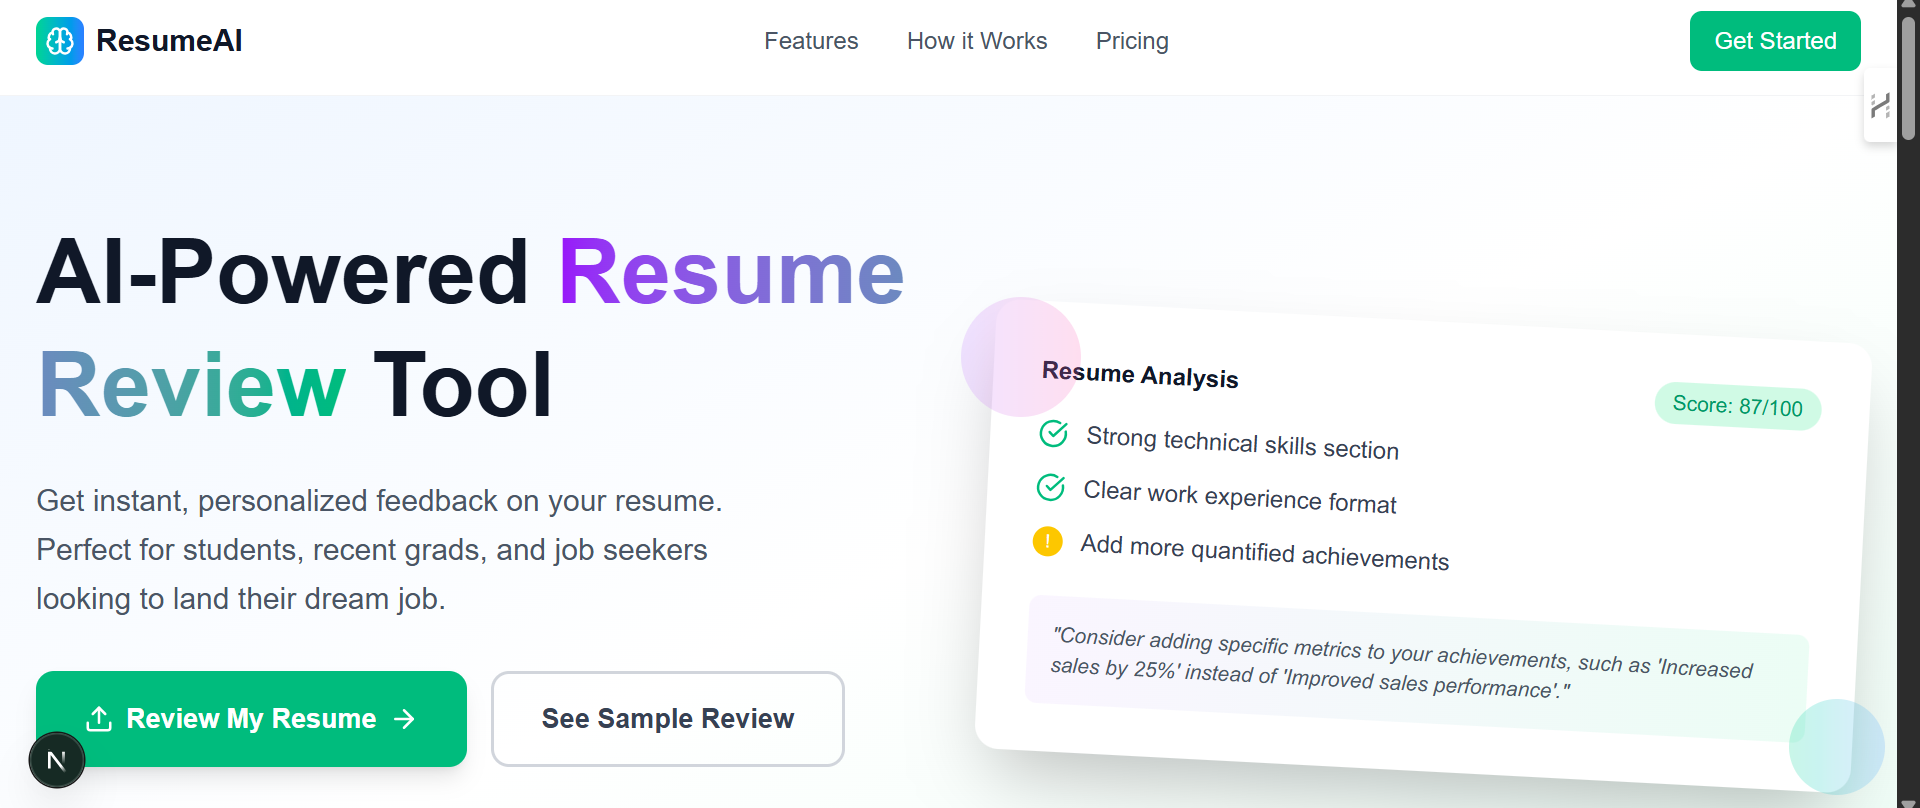 ResumeAI
Features
How it Works
Pricing
Get Started
AI-Powered Resume
Review Tool
Get instant, personalized feedback on your resume.
Perfect for students, recent grads, and job seekers
looking to land their dream job.
Review My Resume
See Sample Review
N
Resume Analysis
Score: 87/100
Strong technical skills section
Clear work experience format
!
Add more quantified achievements
"Consider adding specific metrics to your achievements, such as 'Increased
sales by 25%' instead of 'Improved sales performance'."